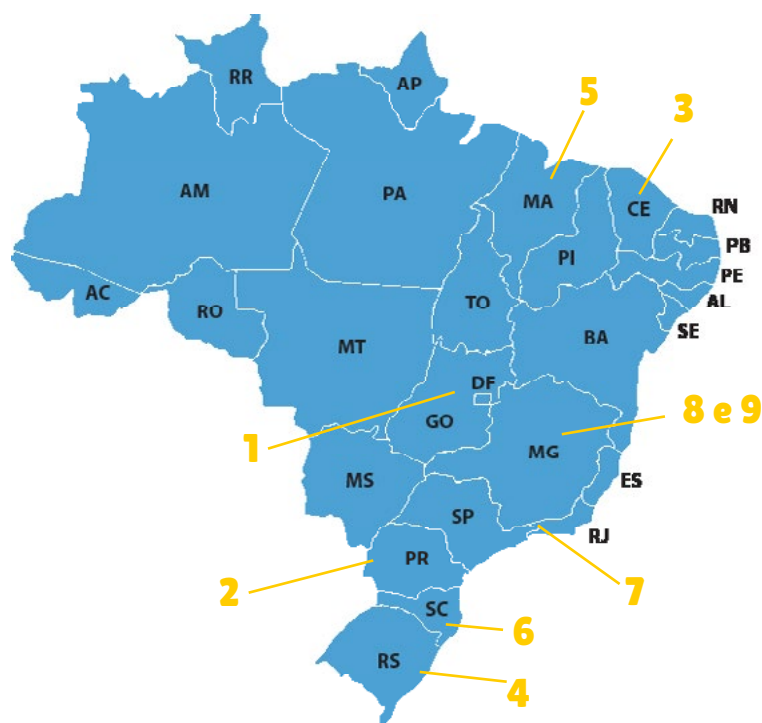 RR
AP
5
3
AM
PA
MA
CE
RN
PI
PB
PE
AC
RO
TO
AL
SE
MT
BA
DF
8 e 9
1
GO
MG
MS
ES
SP
RJ
PR
2
7
SC
6
RS
4